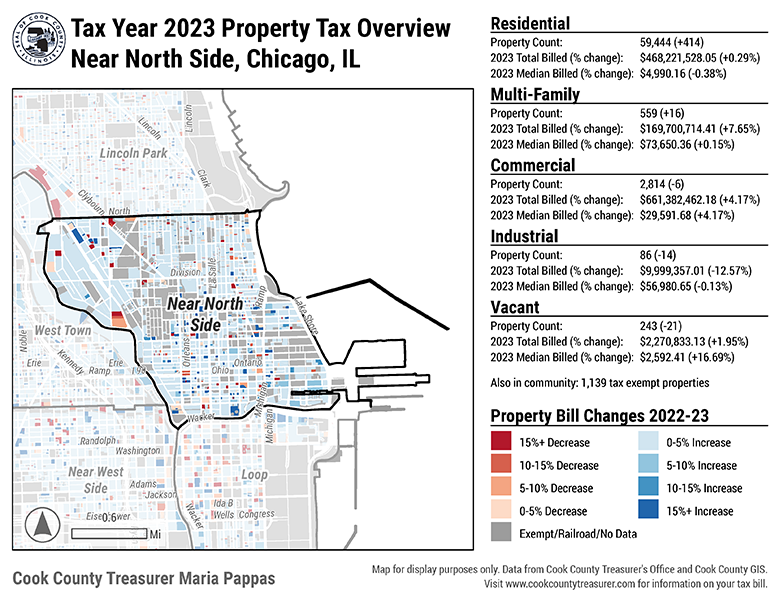 Tax Year 2023 Property Tax Overview
Near North Side, Chicago, IL
Residential
Property Count: 59,444 (+414)
2023 Total Billed (% change): $468,221,528.05 (+0.29%)
2023 Median Billed (% change): $4,990.16 (-0.38%)
Multi-Family
Property Count: 559 (+16)
2023 Total Billed (% change): $169,700,714.41 (+7.65%)
2023 Median Billed (% change): $73,650.36 (+0.15%)
Commercial
Property Count: 2,814 (-6)
2023 Total Billed (% change): $661,382,462.18 (+4.17%)
2023 Median Billed (% change): $29,591.68 (+4.17%)
Industrial
Property Count: 86 (-14)
2023 Total Billed (% change): $9,999,357.01 (-12.57%)
2023 Median Billed (% change): $56,980.65 (-0.13%)
Vacant
Property Count: 243 (-21)
2023 Total Billed (% change): $2,270,833.13 (+1.95%)
2023 Median Billed (% change): $2,592.41 (+16.69%)
Also in community: 1,139 tax exempt properties
Property Bill Changes 2022-23
15%+ Decrease
10-15% Decrease
5-10% Decrease
0-5% Decrease
Exempt/Railroad/No Data
0-5% Increase
5-10% Increase
10-15% Increase
15%+ Increase
Lincoln
Lincoln
Lincoln Park
Clark
Clybourn
North
Division
LaSalle
Near North
Side
Ramp
Lake Shore
West Town
Noble
Kennedy
Erie
Ramp
Erie
I 90
Orleans
Ontario
Ohio
Michigan
Michigan
Wacker
Randolph
Washington
Near West
Side
Adams
Jackson
Loop
Wacker
Ida B
Wells
Congress
Eisenhower
0.6
Mi
Cook County Treasurer Maria Pappas
Map for display purposes only. Data from Cook County Treasurer's Office and Cook County GIS.
Visit www.cookcountytreasurer.com for information on your tax bill.